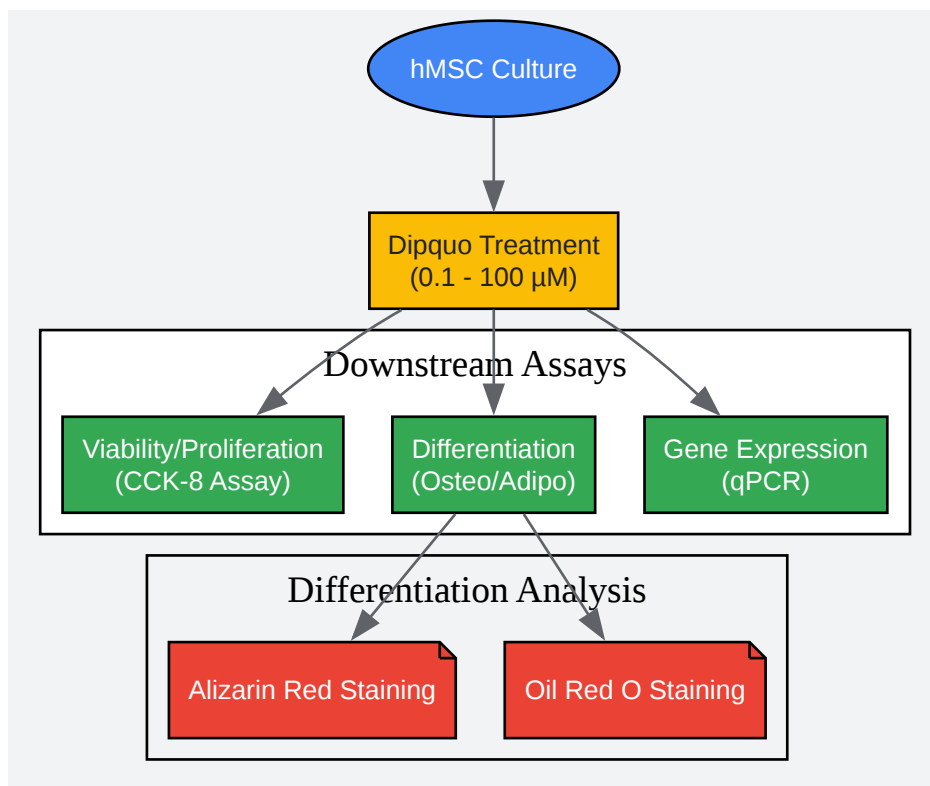 hMSC Culture
Dipquo Treatment
(0.1 - 100 µM)
Downstream Assays
Viability/Proliferation
(CCK-8 Assay)
Differentiation
(Osteo/Adipo)
Gene Expression
(qPCR)
Differentiation Analysis
Alizarin Red Staining
Oil Red O Staining